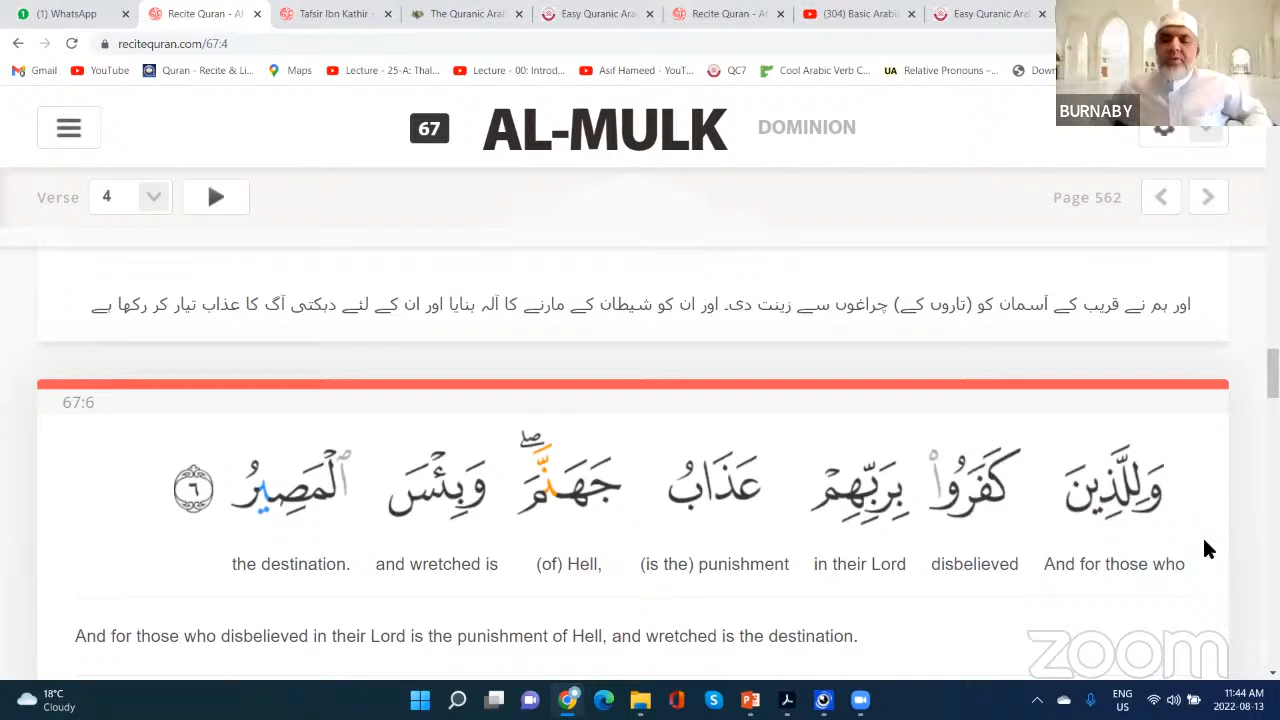 (1) WhatsApp
Recite Quran - Al
Tafsir Ibn Kathir -
The Quranic Arab
Easy Quranic Aral
Recite Quran - Al
(304) Basic Arabic
Easy Quranic Aral
recitequran.com/67:4
Gmail
YouTube
Quran - Recite & Li...
Maps
Lecture - 25-A: Thal...
Lecture - 00: Introd...
Asif Hameed - YouT...
QC7
Cool Arabic Verb C...
UA Relative Pronouns –...
BURNABY
67 AL-MULK DOMINION
Verse 4
Page 562
اور ہم نے قریب کے آسمان کو (تاروں کے) چراغوں سے زینت دی۔ اور ان کو شیطان کے مارنے کا آلہ بنایا اور ان کے لئے دہکتی آگ کا عذاب تیار کر رکھا ہے
67:6
وَلِلَّذِينَ كَفَرُوا۟ بِرَبِّهِمْ عَذَابُ جَهَنَّمَ ۖ وَبِئْسَ ٱلْمَصِيرُ ٦
And for those who disbelieved in their Lord (is the) punishment (of) Hell, and wretched is the destination.
And for those who disbelieved in their Lord is the punishment of Hell, and wretched is the destination.
zoom
18°C
Cloudy
ENG
US
11:44 AM
2022-08-13